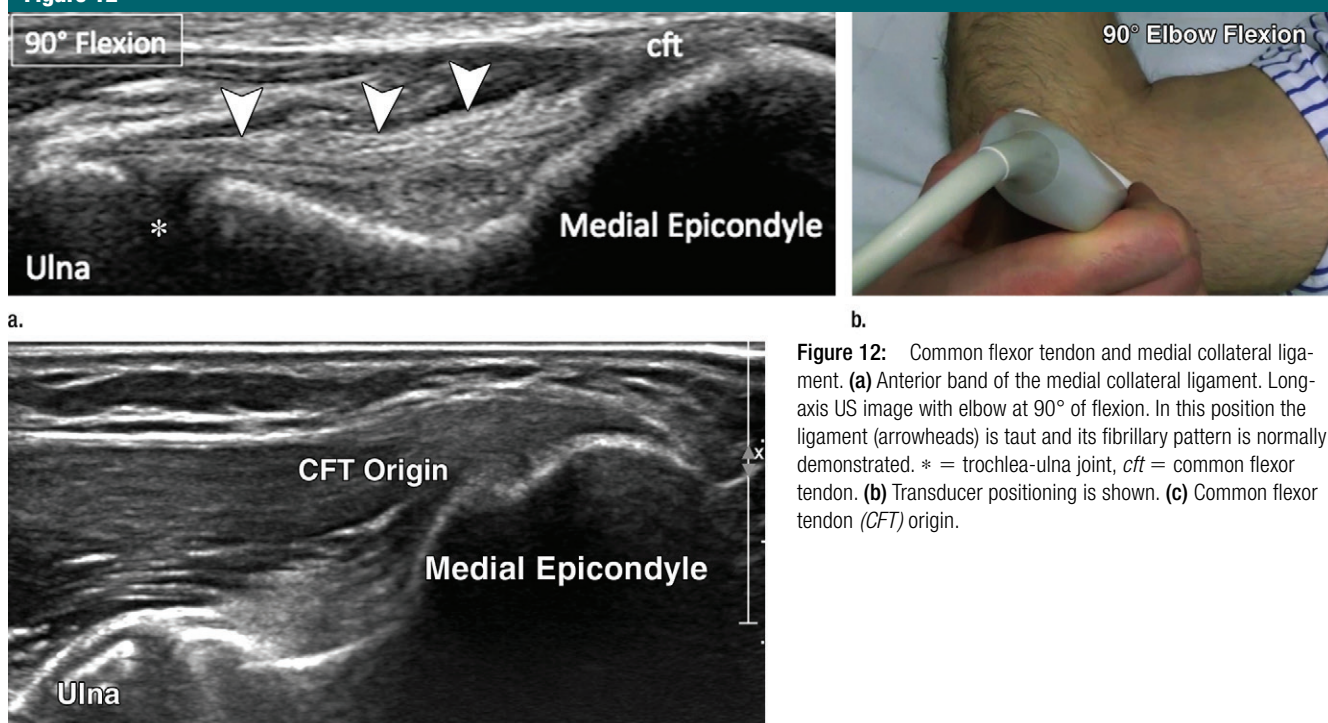 Figure 12
90° Flexion
cft
Medial Epicondyle
*
Ulna
90° Elbow Flexion
a.
b.
CFT Origin
Medial Epicondyle
Ulna
x
Figure 12: Common flexor tendon and medial collateral liga-
ment. (a) Anterior band of the medial collateral ligament. Long-
axis US image with elbow at 90° of flexion. In this position the
ligament (arrowheads) is taut and its fibrillary pattern is normally
demonstrated. * = trochlea-ulna joint, cft = common flexor
tendon. (b) Transducer positioning is shown. (c) Common flexor
tendon (CFT) origin.